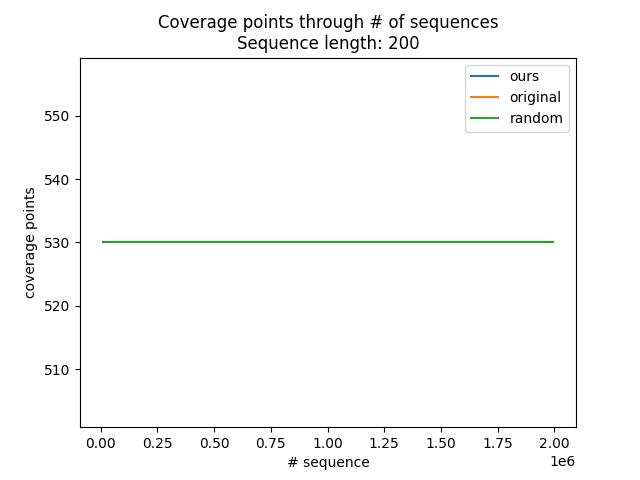 Coverage points through # of sequences
Sequence length: 200
ours
original
random
coverage points
550
540
530
520
510
0.00 0.25 0.50 0.75 1.00 1.25 1.50 1.75 2.00
1e6
# sequence